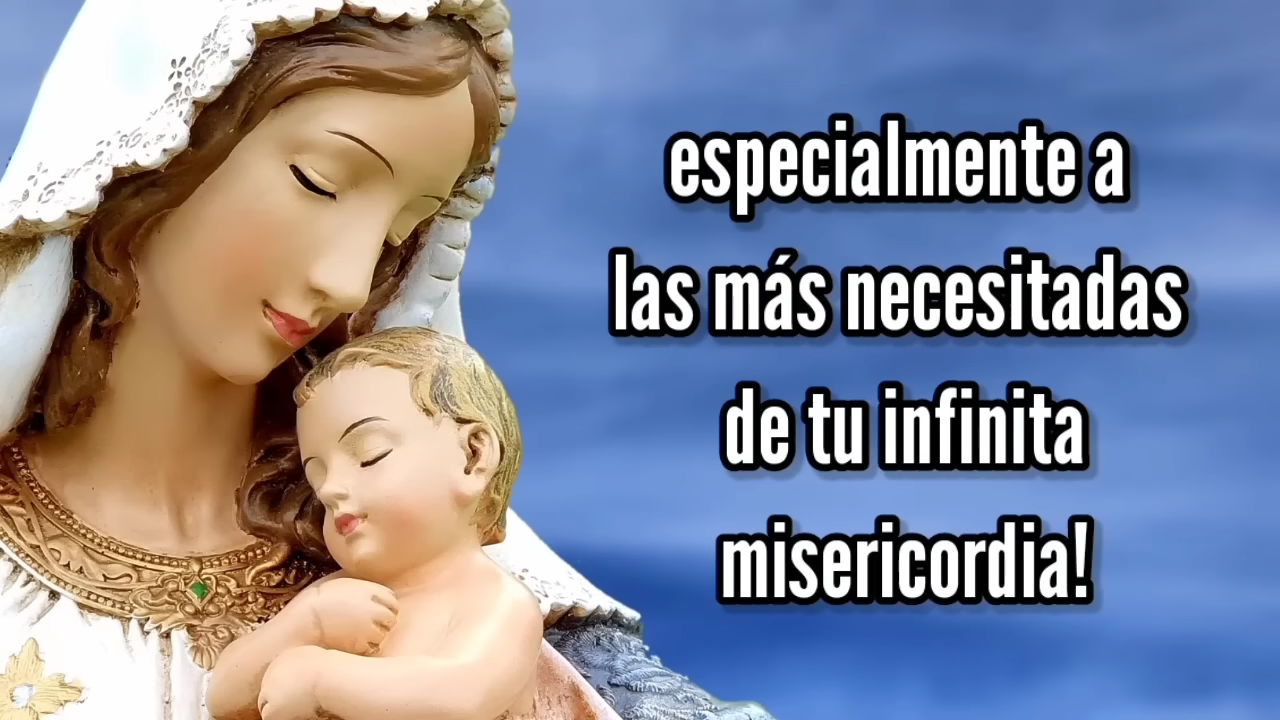 especialmente a
las más necesitadas
de tu infinita
misericordia!